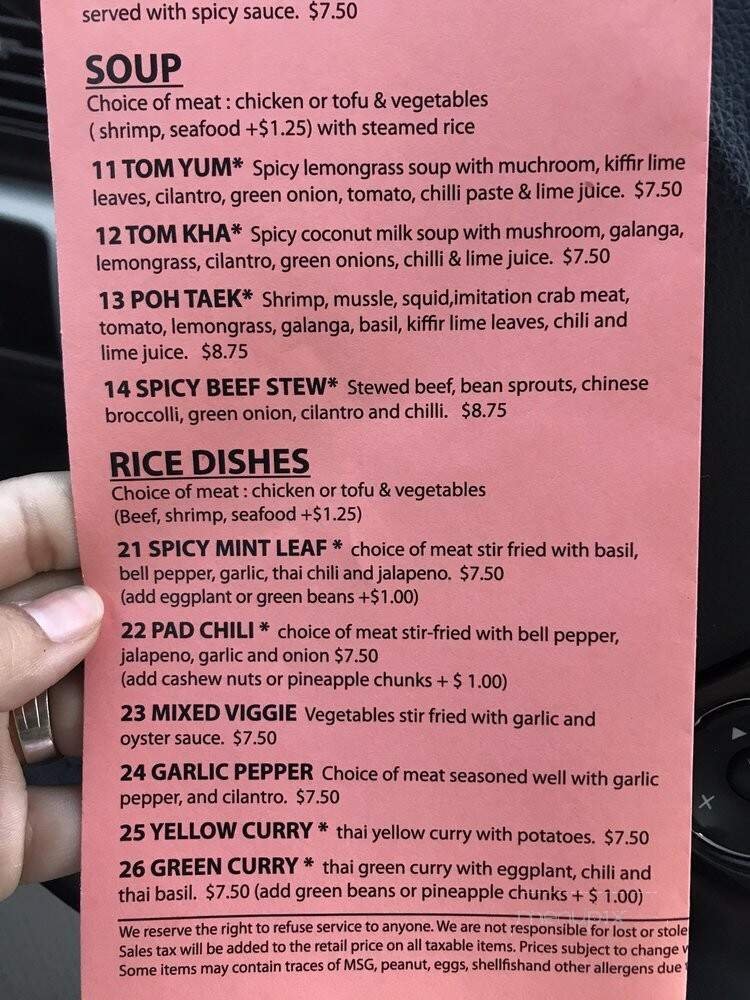 served with spicy sauce. $7.50
SOUP
Choice of meat : chicken or tofu & vegetables
( shrimp, seafood +$1.25) with steamed rice
11 TOM YUM* Spicy lemongrass soup with muchroom, kiffir lime
leaves, cilantro, green onion, tomato, chilli paste & lime juice. $7.50
12 TOM KHA* Spicy coconut milk soup with mushroom, galanga,
lemongrass, cilantro, green onions, chilli & lime juice. $7.50
13 POH TAEK* Shrimp, mussle, squid,imitation crab meat,
tomato, lemongrass, galanga, basil, kiffir lime leaves, chili and
lime juice. $8.75
14 SPICY BEEF STEW* Stewed beef, bean sprouts, chinese
broccolli, green onion, cilantro and chilli. $8.75
RICE DISHES
Choice of meat : chicken or tofu & vegetables
(Beef, shrimp, seafood +$1.25)
21 SPICY MINT LEAF * choice of meat stir fried with basil,
bell pepper, garlic, thai chili and jalapeno. $7.50
(add eggplant or green beans +$1.00)
22 PAD CHILI * choice of meat stir-fried with bell pepper,
jalapeno, garlic and onion $7.50
(add cashew nuts or pineapple chunks + $ 1.00)
23 MIXED VIGGIE Vegetables stir fried with garlic and
oyster sauce. $7.50
24 GARLIC PEPPER Choice of meat seasoned well with garlic
pepper, and cilantro. $7.50
25 YELLOW CURRY * thai yellow curry with potatoes. $7.50
26 GREEN CURRY * thai green curry with eggplant, chili and
thai basil. $7.50 (add green beans or pineapple chunks + $ 1.00)
We reserve the right to refuse service to anyone. We are not responsible for lost or stole
Sales tax will be added to the retail price on all taxable items. Prices subject to change
Some items may contain traces of MSG, peanut, eggs, shellfishand other allergens due